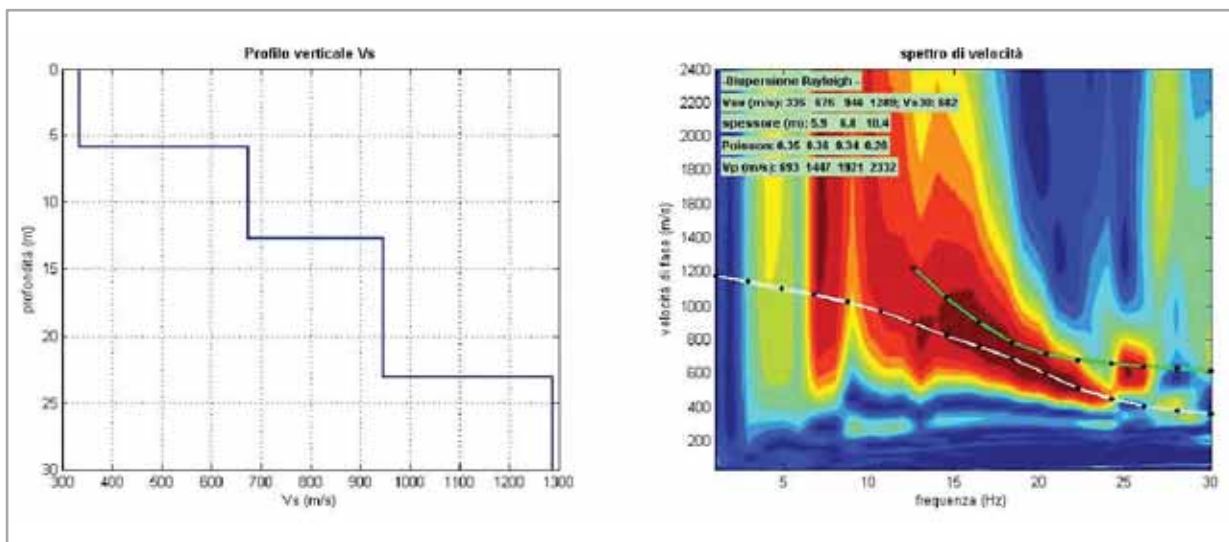 Profilo verticale Vs
0
5
10
15
20
25
30
profondità (m)
300 400 500 600 700 800 900 1000 1100 1200 1300
Vs (m/s)
spettro di velocità
-Dispersione Rayleigh -
(m/s): 336 676 946 1289; Vs30: 682
spessore (m): 5.9 6.8 10.4
Poisson: 0.35 0.36 0.34 0.28
Vp (m/s): 693 1447 1921 2332
2400
2200
2000
1800
1600
1400
1200
1000
800
600
400
200
velocità di fase (m/s)
5 10 15 20 25 30
frequenza (Hz)